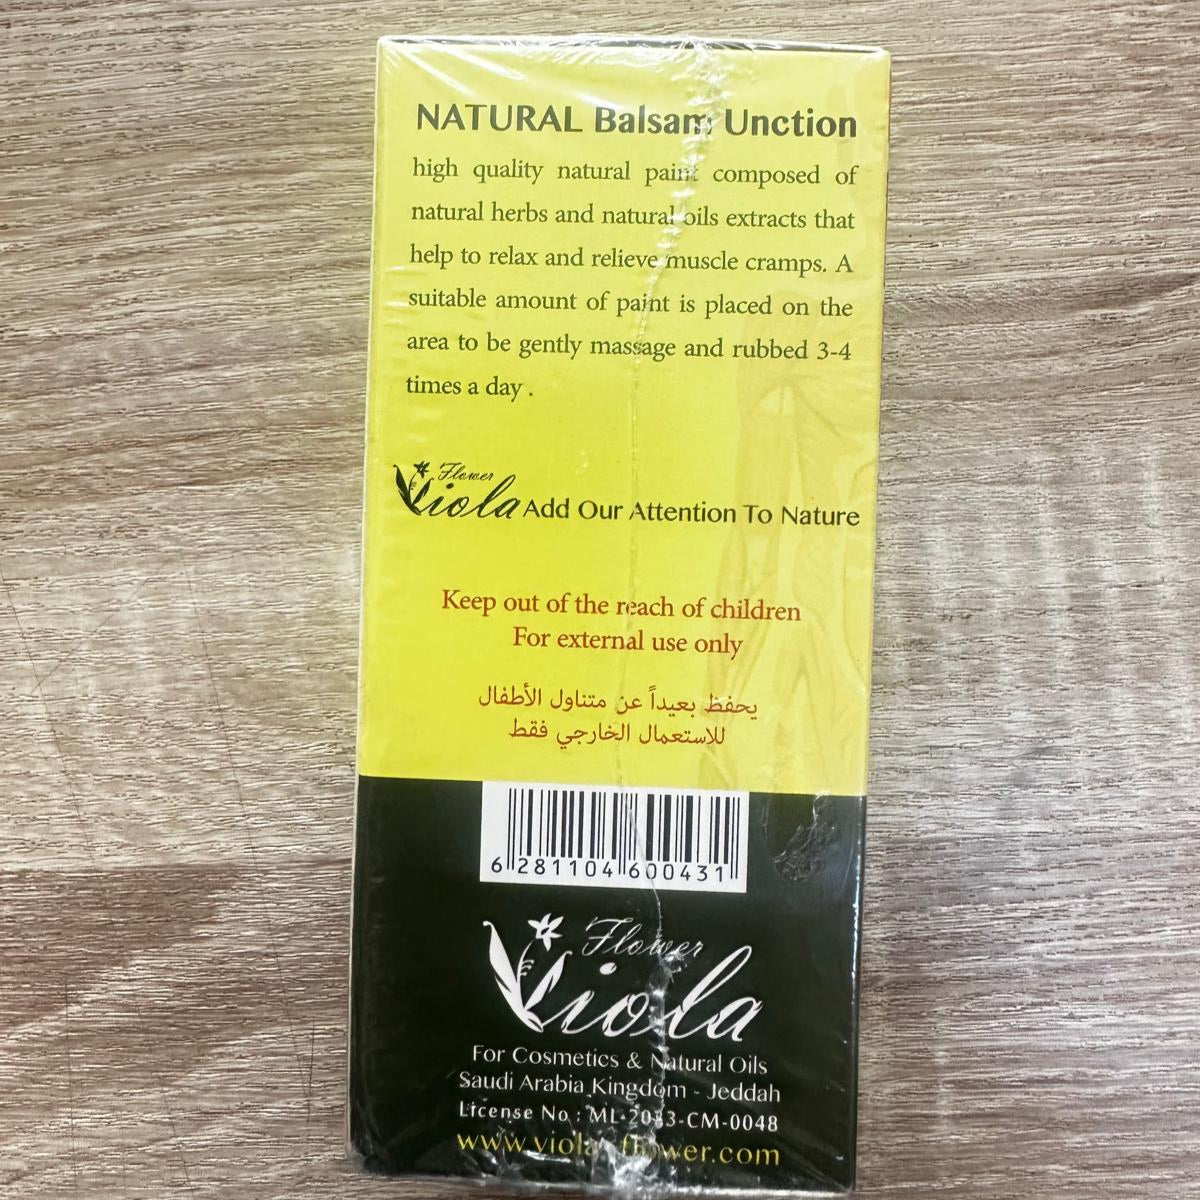 NATURAL Balsam Unction
high quality natural paint composed of
natural herbs and natural oils extracts that
help to relax and relieve muscle cramps. A
suitable amount of paint is placed on the
area to be gently massage and rubbed 3-4
times a day .
Flower
Viola Add Our Attention To Nature
Keep out of the reach of children
For external use only
يحفظ بعيداً عن متناول الأطفال
للاستعمال الخارجي فقط
6 281104 600431
Flower
Viola
For Cosmetics & Natural Oils
Saudi Arabia Kingdom - Jeddah
License No :